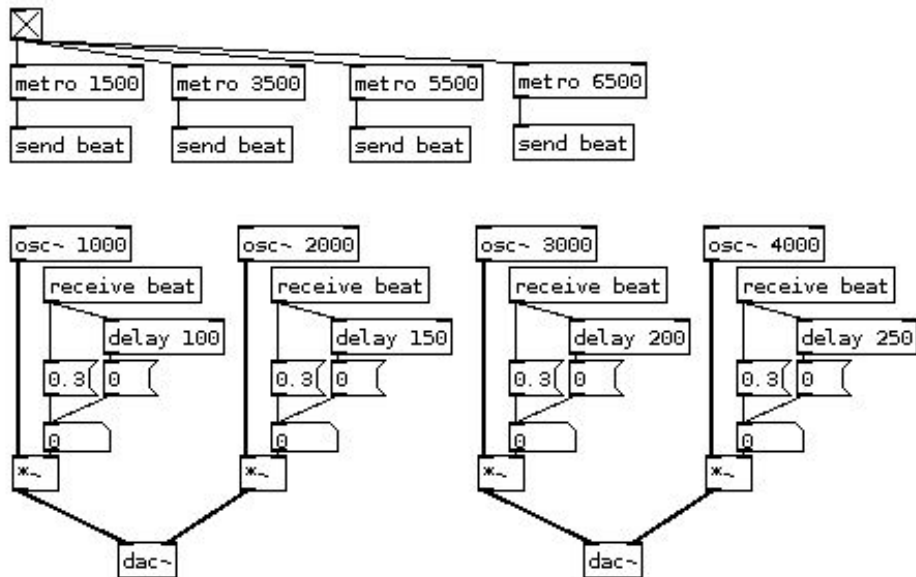 metro 1500 metro 3500 metro 5500 metro 6500
send beat send beat send beat send beat
osc~ 1000 osc~ 2000 osc~ 3000 osc~ 4000
receive beat receive beat receive beat receive beat
delay 100 delay 150 delay 200 delay 250
0.3 0 0.3 0 0.3 0 0.3 0
0 0 0 0
*~ *~ *~ *~
dac~ dac~